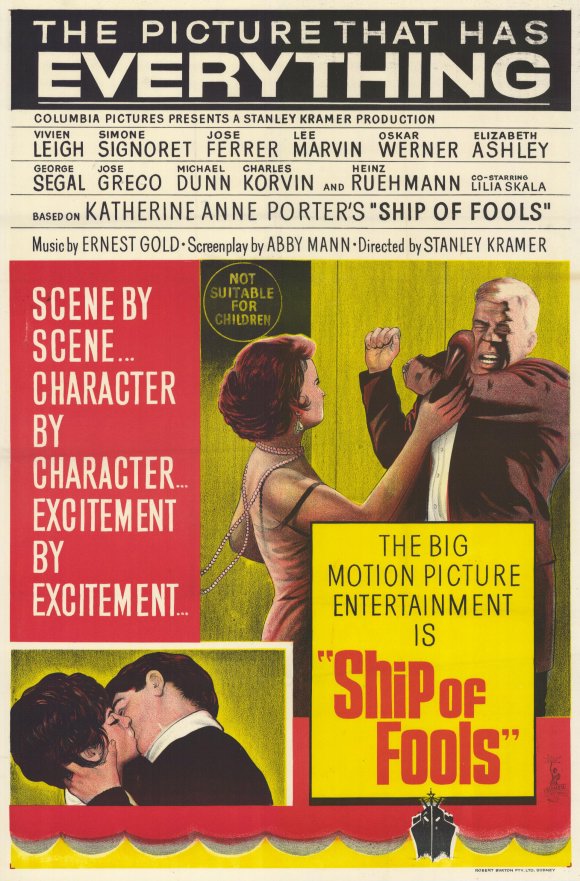 THE PICTURE THAT HAS
EVERYTHING
COLUMBIA PICTURES PRESENTS A STANLEY KRAMER PRODUCTION
VIVIEN LEIGH SIMONE SIGNORET JOSE FERRER LEE MARVIN OSKAR WERNER ELIZABETH ASHLEY
GEORGE SEGAL JOSE GRECO MICHAEL DUNN CHARLES KORVIN AND HEINZ RUEHMANN CO-STARRING LILIA SKALA
BASED ON KATHERINE ANNE PORTER'S "SHIP OF FOOLS"
Music by ERNEST GOLD · Screenplay by ABBY MANN · Directed by STANLEY KRAMER
NOT
SUITABLE
FOR
CHILDREN
SCENE BY
SCENE...
CHARACTER
BY
CHARACTER...
EXCITEMENT
BY
EXCITEMENT...
THE BIG
MOTION PICTURE
ENTERTAINMENT
IS
"Ship of
Fools"
ROBERT BURTON PTY. LTD. SYDNEY